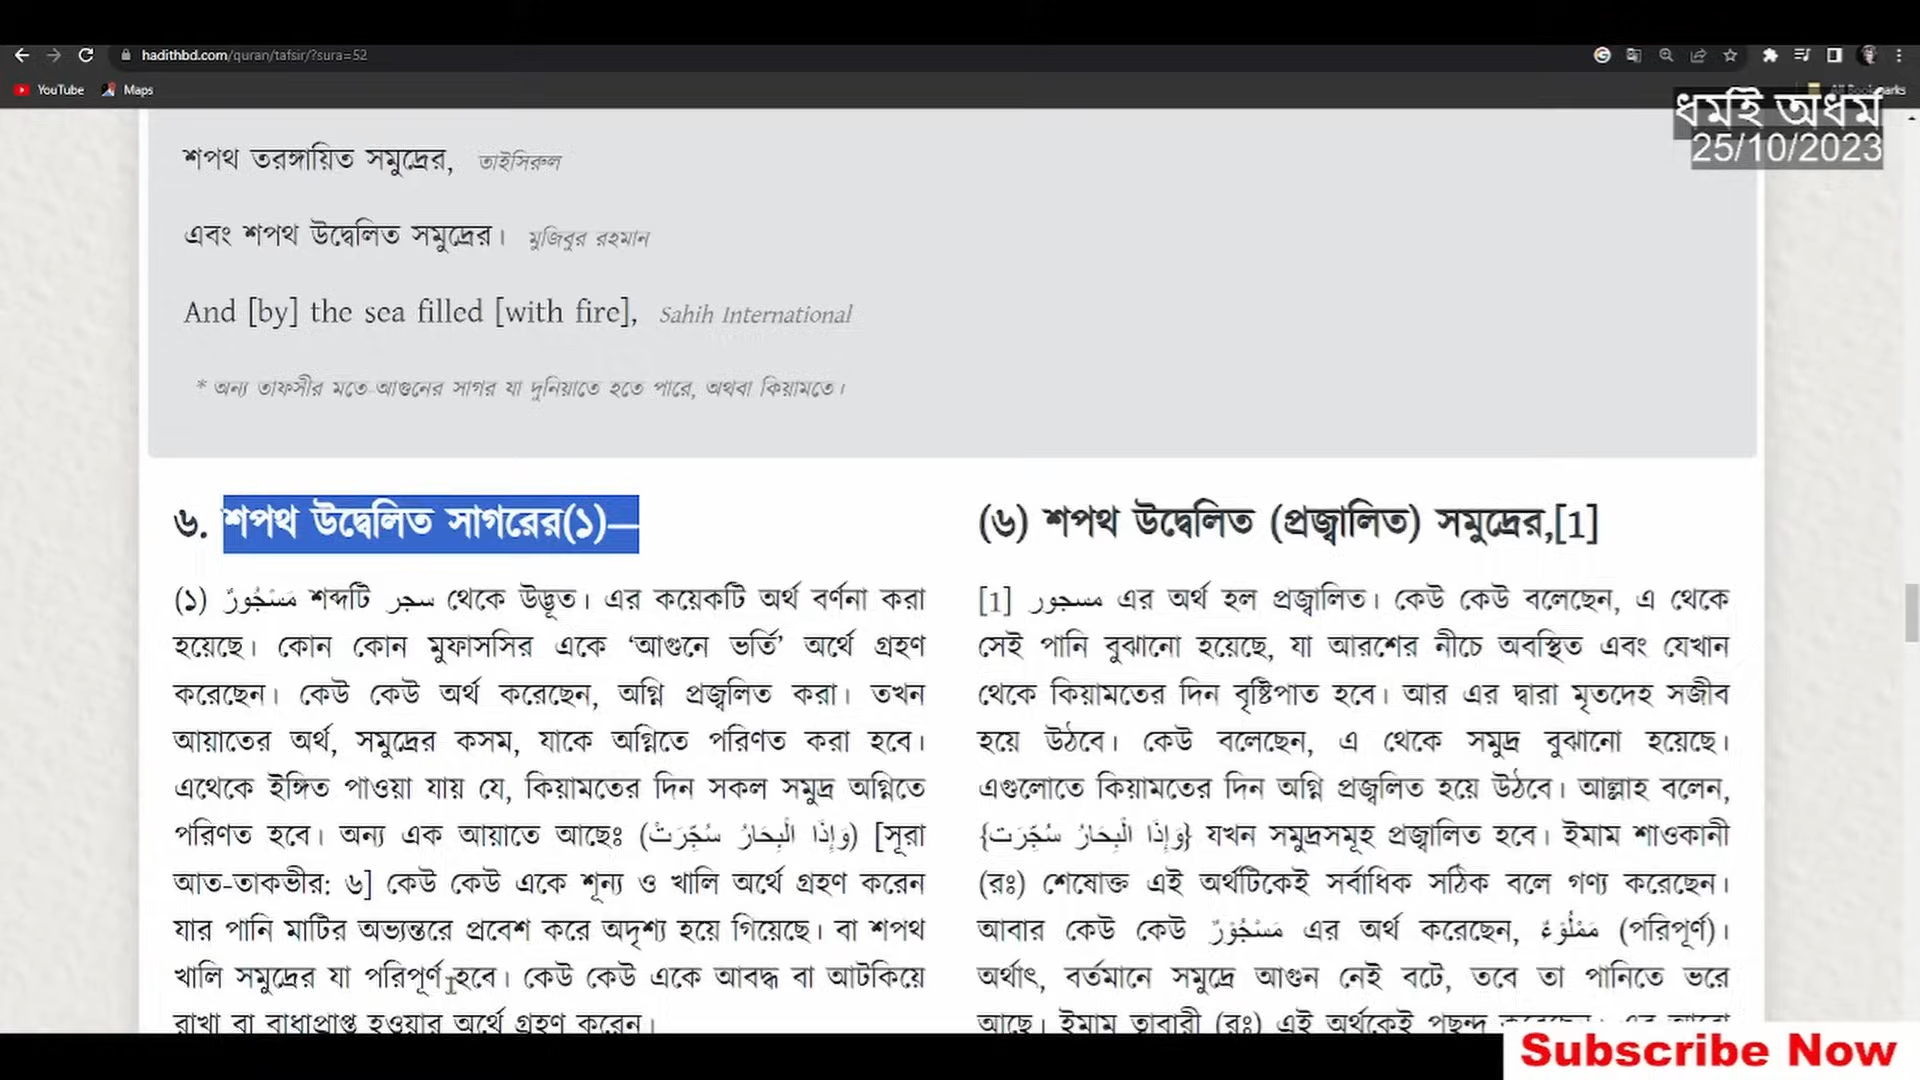 hadithbd.com/quran/tafsir/?sura=52
YouTube
Maps
ধর্মই অধর্ম
25/10/2023
শপথ তরঙ্গায়িত সমুদ্রের, তাইসিরুল
এবং শপথ উদ্বেলিত সমুদ্রের। মুজিবুর রহমান
And [by] the sea filled [with fire], Sahih International
* অন্য তাফসীর মতে-আগুনের সাগর যা দুনিয়াতে হতে পারে, অথবা কিয়ামতে।
৬. শপথ উদ্বেলিত সাগরের(১)—
(১) مَسْجُورٌ শব্দটি سجر থেকে উদ্ভূত। এর কয়েকটি অর্থ বর্ণনা করা
হয়েছে। কোন কোন মুফাসসির একে ‘আগুনে ভর্তি’ অর্থে গ্রহণ
করেছেন। কেউ কেউ অর্থ করেছেন, অগ্নি প্রজ্বলিত করা। তখন
আয়াতের অর্থ, সমুদ্রের কসম, যাকে অগ্নিতে পরিণত করা হবে।
এথেকে ইঙ্গিত পাওয়া যায় যে, কিয়ামতের দিন সকল সমুদ্র অগ্নিতে
পরিণত হবে। অন্য এক আয়াতে আছেঃ (وَإِذَا الْبِحَارُ سُجِّرَتْ) [সূরা
আত-তাকভীর: ৬] কেউ কেউ একে শূন্য ও খালি অর্থে গ্রহণ করেন
যার পানি মাটির অভ্যন্তরে প্রবেশ করে অদৃশ্য হয়ে গিয়েছে। বা শপথ
খালি সমুদ্রের যা পরিপূর্ণ হবে। কেউ কেউ একে আবদ্ধ বা আটকিয়ে
রাখা বা বাধাপ্রাপ্ত হওয়ার অর্থে গ্রহণ করেন।
(৬) শপথ উদ্বেলিত (প্রজ্বালিত) সমুদ্রের,[1]
[1] مسجور এর অর্থ হল প্রজ্বালিত। কেউ কেউ বলেছেন, এ থেকে
সেই পানি বুঝানো হয়েছে, যা আরশের নীচে অবস্থিত এবং যেখান
থেকে কিয়ামতের দিন বৃষ্টিপাত হবে। আর এর দ্বারা মৃতদেহ সজীব
হয়ে উঠবে। কেউ বলেছেন, এ থেকে সমুদ্র বুঝানো হয়েছে।
এগুলোতে কিয়ামতের দিন অগ্নি প্রজ্বলিত হয়ে উঠবে। আল্লাহ বলেন,
{وَإِذَا الْبِحَارُ سُجِّرَت} যখন সমুদ্রসমূহ প্রজ্বালিত হবে। ইমাম শাওকানী
(রঃ) শেষোক্ত এই অর্থটিকেই সর্বাধিক সঠিক বলে গণ্য করেছেন।
আবার কেউ কেউ مَسْجُوْرٌ এর অর্থ করেছেন, مَمْلُوْءٌ (পরিপূর্ণ)।
অর্থাৎ, বর্তমানে সমুদ্রে আগুন নেই বটে, তবে তা পানিতে ভরে
আছে। ইমাম ত্বাবারী (রঃ) এই অর্থকেই পছন্দ
Subscribe Now